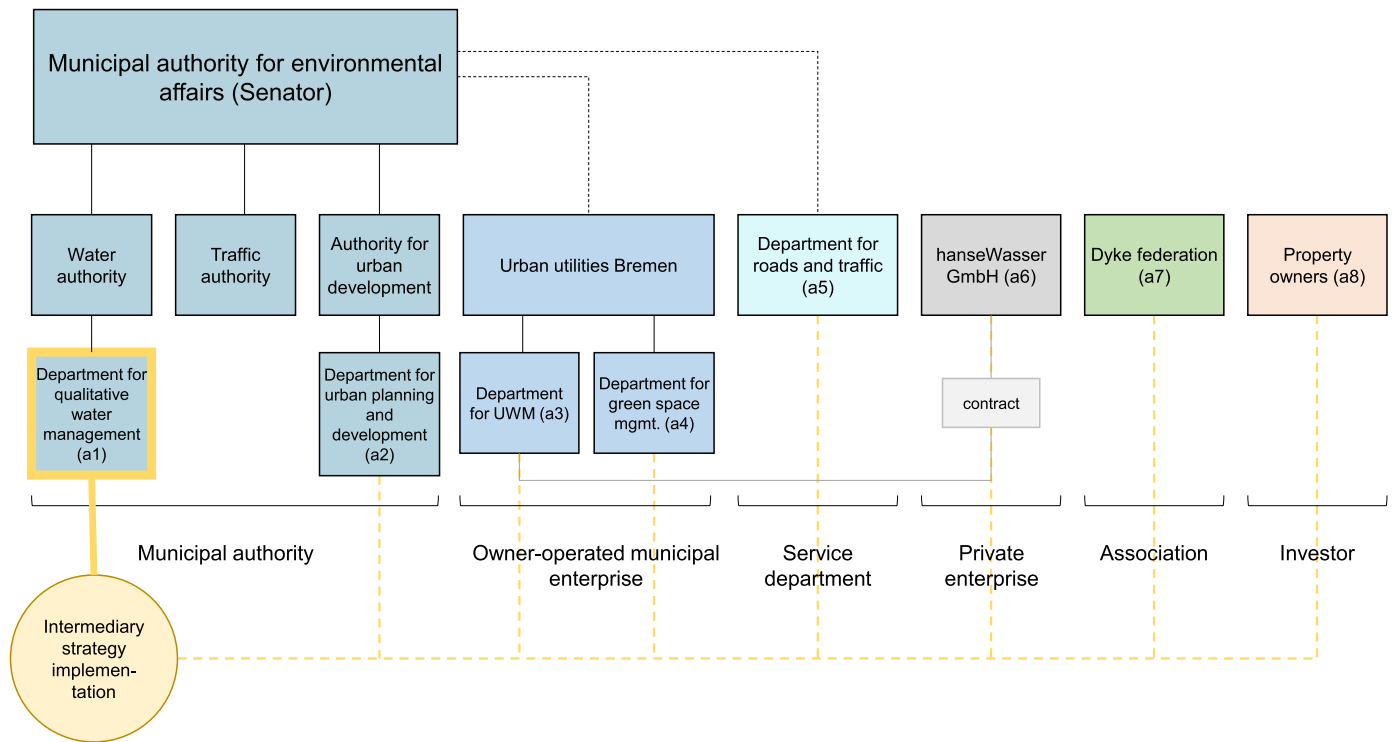 Municipal authority for environmental
affairs (Senator)
Water
authority
Traffic
authority
Authority for
urban
development
Urban utilities Bremen
Department for
roads and traffic
(a5)
hanseWasser
GmbH (a6)
Dyke federation
(a7)
Property
owners (a8)
Department for
qualitative
water
management
(a1)
Department for
urban planning
and
development
(a2)
Department
for UWM (a3)
Department for
green space
mgmt. (a4)
contract
Municipal authority
Owner-operated municipal
enterprise
Service
department
Private
enterprise
Association
Investor
Intermediary
strategy
implemen-
tation